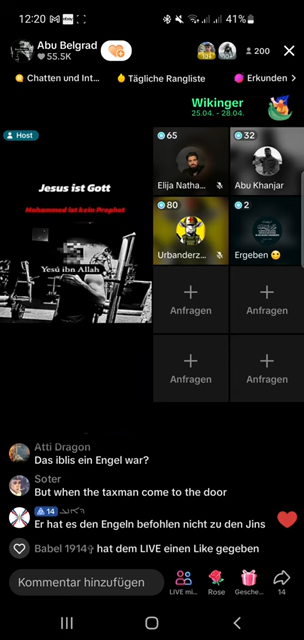 12:20
41%
Abu Belgrad
55.5K
200
Chatten und Int...
Tägliche Rangliste
Erkunden >
Wikinger
25.04. - 28.04.
Host
Jesus ist Gott
Mohammed ist kein Prophet
Yesú ibn Allah
65
Elija Natha...
32
Abu Khanjar
80
Urbanderz...
2
Ergeben 😬
Anfragen
Anfragen
Anfragen
Anfragen
Atti Dragon
Das iblis ein Engel war?
Soter
But when the taxman come to the door
14
Er hat es den Engeln befohlen nicht zu den Jins
Babel 1914✞ hat dem LIVE einen Like gegeben
Kommentar hinzufügen
LIVE mi...
Rose
Gesche...
14